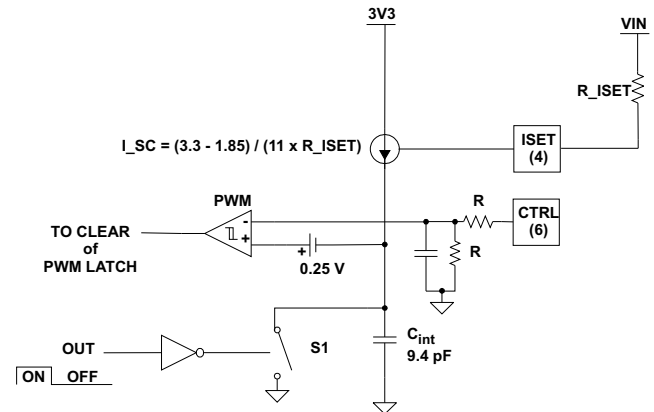 3V3
VIN
R_ISET
I_SC = (3.3 - 1.85) / (11 x R_ISET)
ISET
(4)
PWM
R
CTRL
(6)
-
+
TO CLEAR
of
PWM LATCH
+
0.25 V
R
OUT
S1
Cint
9.4 pF
ON OFF